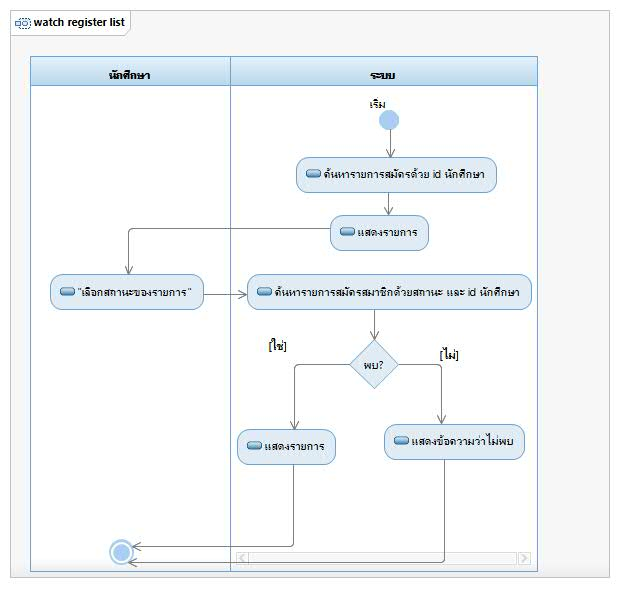 watch register list
นักศึกษา
ระบบ
เริ่ม
ค้นหารายการสมัครด้วย id นักศึกษา
แสดงรายการ
"เลือกสถานะของรายการ"
ค้นหารายการสมัครสมาชิกด้วยสถานะ และ id นักศึกษา
[ใช่]
พบ?
[ไม่]
แสดงรายการ
แสดงข้อความว่าไม่พบ